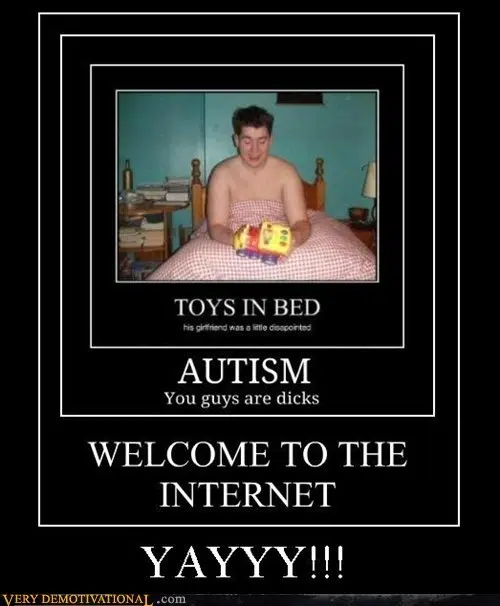 TOYS IN BED
his girlfriend was a little disapointed
AUTISM
You guys are dicks
WELCOME TO THE
INTERNET
YAYYY!!!
VERY DEMOTIVATIONAL.com